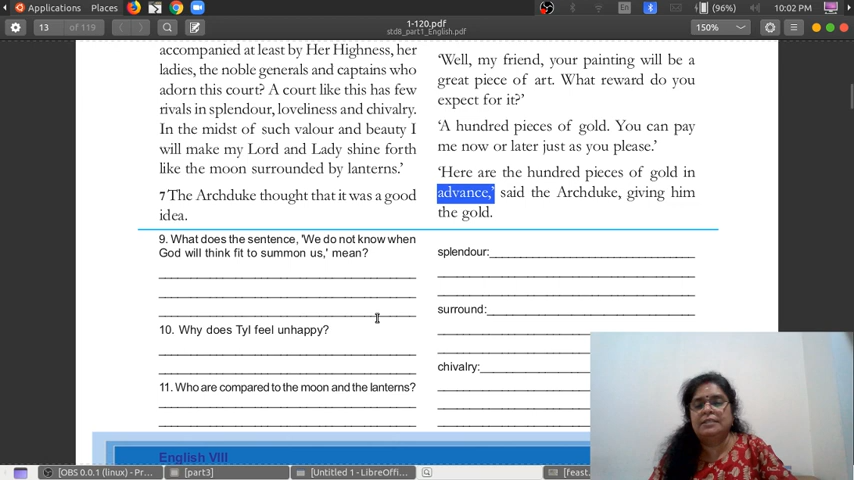 Applications Places En (96%) 10:02 PM
13 of 119 1-120.pdf 150%
std8_part1_English.pdf
accompanied at least by Her Highness, her
ladies, the noble generals and captains who
adorn this court? A court like this has few
rivals in splendour, loveliness and chivalry.
In the midst of such valour and beauty I
will make my Lord and Lady shine forth
like the moon surrounded by lanterns.’
7 The Archduke thought that it was a good
idea.
‘Well, my friend, your painting will be a
great piece of art. What reward do you
expect for it?’
‘A hundred pieces of gold. You can pay
me now or later just as you please.’
‘Here are the hundred pieces of gold in
advance,’ said the Archduke, giving him
the gold.
9. What does the sentence, 'We do not know when
God will think fit to summon us,' mean?
10. Why does Tyl feel unhappy?
11. Who are compared to the moon and the lanterns?
splendour:
surround:
chivalry:
English VIII
[OBS 0.0.1 (linux) - Pr... [part3] [Untitled 1 - LibreOffi... [feast.